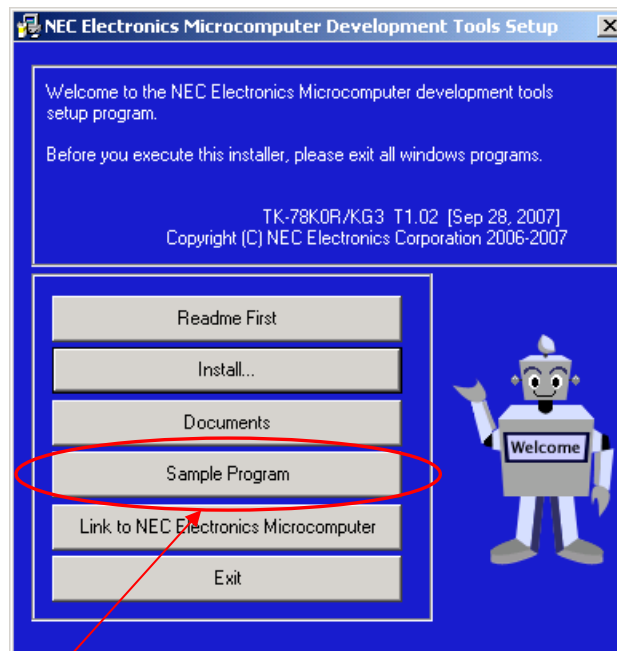 NEC Electronics Microcomputer Development Tools Setup
Welcome to the NEC Electronics Microcomputer development tools
setup program.
Before you execute this installer, please exit all windows programs.
TK-78K0R/KG3 T1.02 [Sep 28, 2007]
Copyright (C) NEC Electronics Corporation 2006-2007
Readme First
Install...
Documents
Sample Program
Link to NEC Electronics Microcomputer
Exit
Welcome